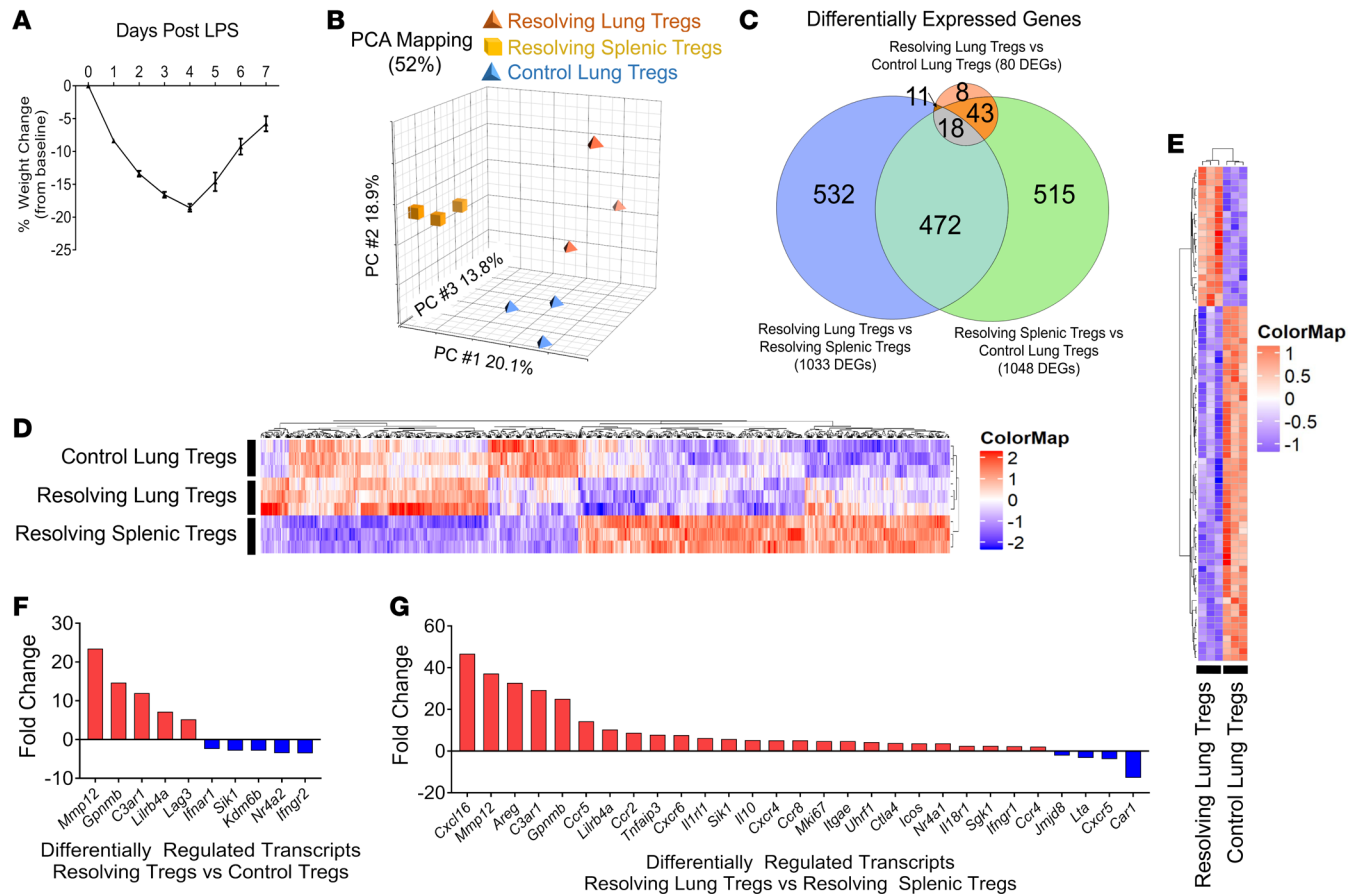 A
Days Post LPS
0 1 2 3 4 5 6 7
0
-5
-10
-15
-20
-25
% Weight Change
(from baseline)
B
PCA Mapping
(52%)
Resolving Lung Tregs
Resolving Splenic Tregs
Control Lung Tregs
PC #2 18.9%
PC #3 13.8%
PC #1 20.1%
C
Differentially Expressed Genes
Resolving Lung Tregs vs
Control Lung Tregs (80 DEGs)
11
8
43
18
532
472
515
Resolving Lung Tregs vs
Resolving Splenic Tregs
(1033 DEGs)
Resolving Splenic Tregs vs
Control Lung Tregs
(1048 DEGs)
D
Control Lung Tregs
Resolving Lung Tregs
Resolving Splenic Tregs
ColorMap
2
1
0
-1
-2
E
ColorMap
1
0.5
0
-0.5
-1
Resolving Lung Tregs
Control Lung Tregs
F
Fold Change
30
20
10
0
-10
Mmp12
Gpnmb
C3ar1
Lilrb4a
Lag3
Ifnar1
Sik1
Kdm6b
Nr4a2
Ifngr2
Differentially Regulated Transcripts
Resolving Tregs vs Control Tregs
G
Fold Change
60
40
20
0
-20
Cxcl16
Mmp12
Areg
C3ar1
Gpnmb
Ccr5
Lilrb4a
Ccr2
Tnfaip3
Cxcr6
Il1rl1
Sik1
Il10
Cxcr4
Ccr8
Mki67
Itgae
Uhrf1
Ctla4
Icos
Nr4a1
Il18r1
Sgk1
Ifngr1
Ccr4
Jmjd8
Lta
Cxcr5
Car1
Differentially Regulated Transcripts
Resolving Lung Tregs vs Resolving Splenic Tregs